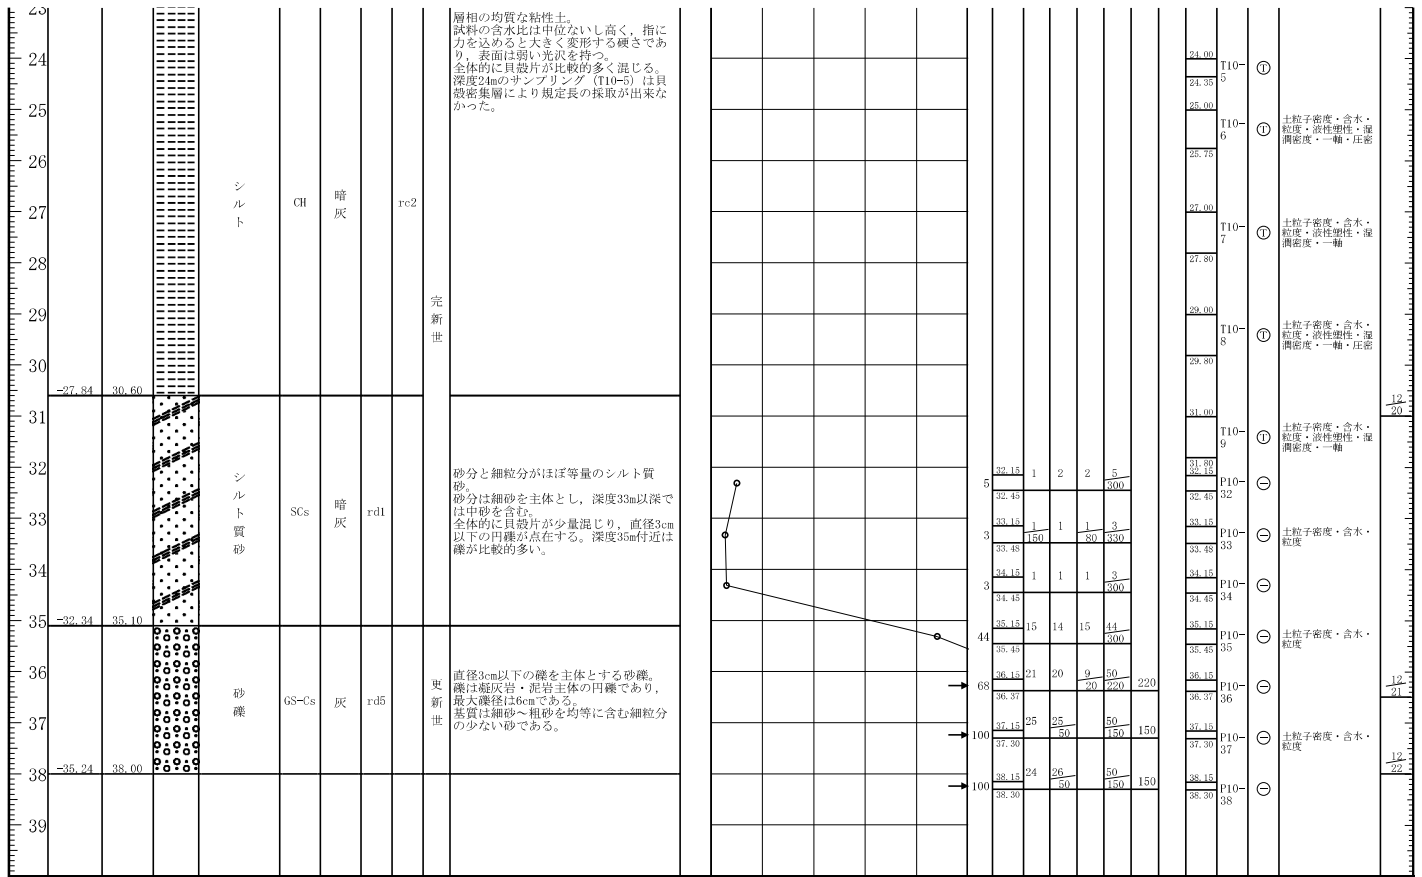 23
24
25
26
27
28
29
30
31
32
33
34
35
36
37
38
39
-27.84 30.60
-32.34 35.10
-35.24 38.00
シルト
CH
暗灰
rc2
シルト質砂
SCs
暗灰
rd1
砂礫
GS-Cs
灰
rd5
完新世
更新世
層相の均質な粘性土。
試料の含水比は中位ないし高く，指に
力を込めると大きく変形する硬さであ
り，表面は弱い光沢を持つ。
全体的に貝殻片が比較的多く混じる。
深度24mのサンプリング（T10-5）は貝
殻密集層により規定長の採取が出来な
かった。
砂分と細粒分がほぼ等量のシルト質
砂。
砂分は細砂を主体とし，深度33m以深で
は中砂を含む。
全体的に貝殻片が少量混じり，直径3cm
以下の円礫が点在する。深度35m付近は
礫が比較的多い。
直径3cm以下の礫を主体とする砂礫。
礫は凝灰岩・泥岩主体の円礫であり，
最大礫径は6cmである。
基質は細砂～粗砂を均等に含む細粒分
の少ない砂である。
5 32.15 1 2 2 5
32.45 300
3 33.15 1 1 1 3
33.48 150 80 330
3 34.15 1 1 1 3
34.45 300
44 35.15 15 14 15 44
35.45 300
68 36.15 21 20 9 50 220
36.37 20 220
100 37.15 25 25 50 150
37.30 50 150
100 38.15 24 26 50 150
38.30 50 150
24.00
24.35
T10-
5
T
25.00
25.75
T10-
6
T
土粒子密度・含水・
粒度・液性塑性・湿
潤密度・一軸・圧密
27.00
27.80
T10-
7
T
土粒子密度・含水・
粒度・液性塑性・湿
潤密度・一軸
29.00
29.80
T10-
8
T
土粒子密度・含水・
粒度・液性塑性・湿
潤密度・一軸・圧密
31.00
31.80
T10-
9
T
土粒子密度・含水・
粒度・液性塑性・湿
潤密度・一軸
32.15
32.45
P10-
32
33.15
33.48
P10-
33
土粒子密度・含水・
粒度
34.15
34.45
P10-
34
35.15
35.45
P10-
35
土粒子密度・含水・
粒度
36.15
36.37
P10-
36
37.15
37.30
P10-
37
土粒子密度・含水・
粒度
38.15
38.30
P10-
38
12
20
12
21
12
22